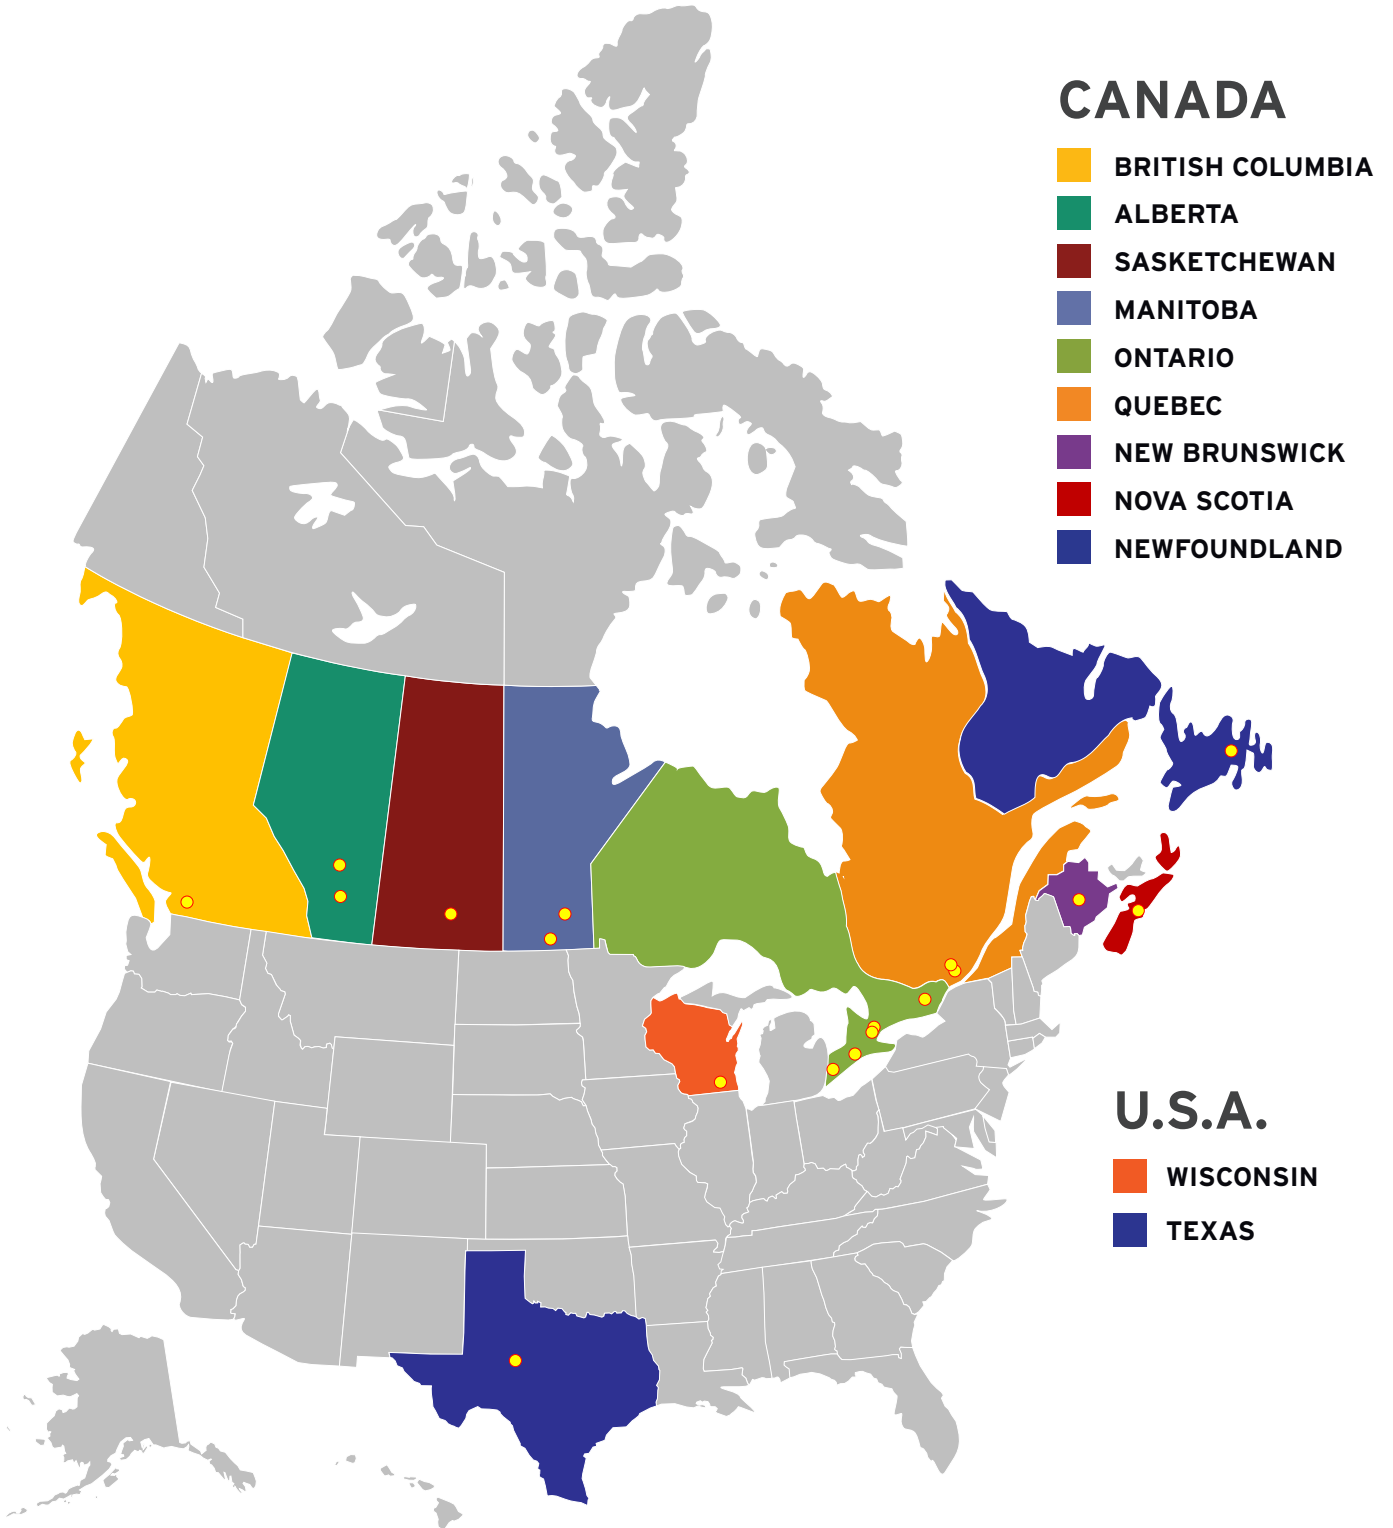 CANADA
BRITISH COLUMBIA
ALBERTA
SASKETCHEWAN
MANITOBA
ONTARIO
QUEBEC
NEW BRUNSWICK
NOVA SCOTIA
NEWFOUNDLAND
U.S.A.
WISCONSIN
TEXAS